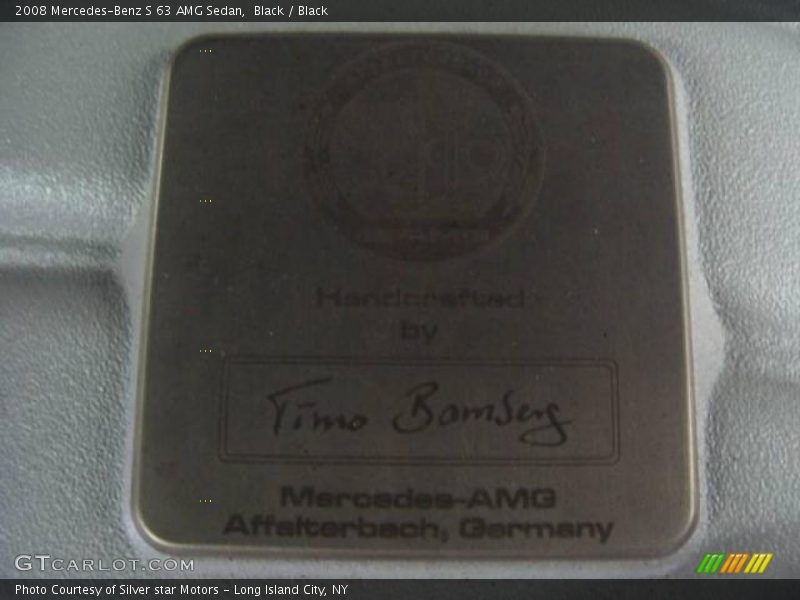 2008 Mercedes-Benz S 63 AMG Sedan, Black / Black
Handcrafted
by
Timo Bamberg
Mercedes-AMG
Affalterbach, Germany
GTcarlot.com
Photo Courtesy of Silver star Motors - Long Island City, NY